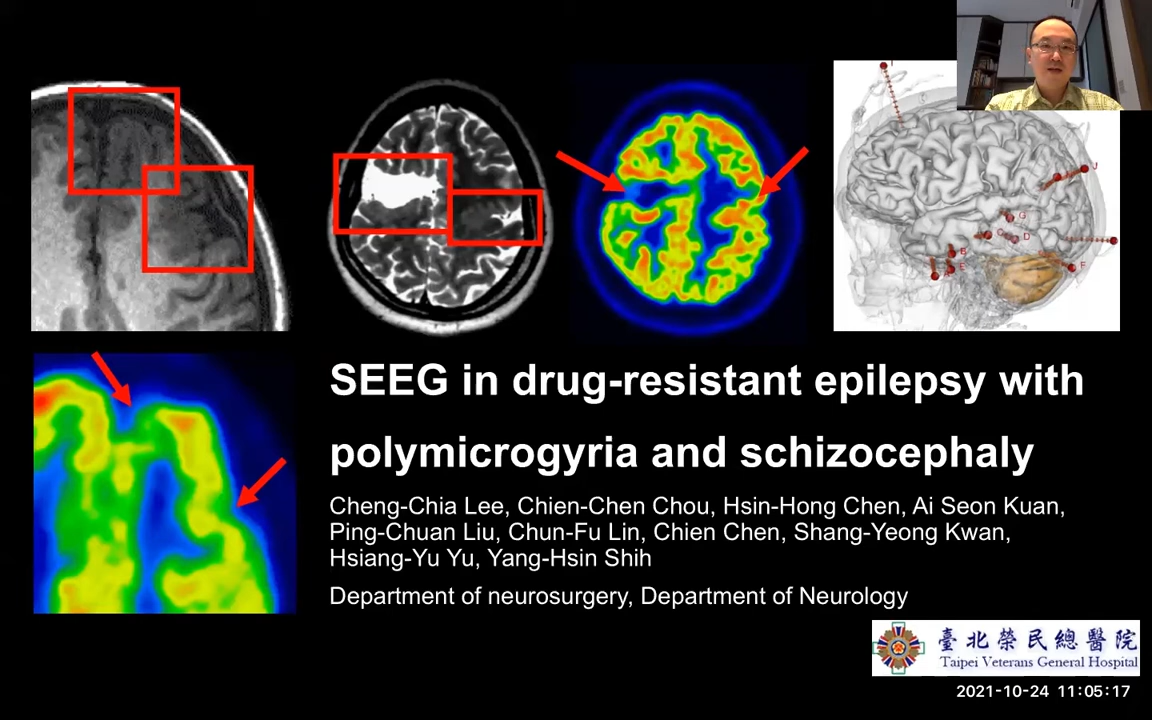 J
G
C
D
B
E
F
SEEG in drug-resistant epilepsy with
polymicrogyria and schizocephaly
Cheng-Chia Lee, Chien-Chen Chou, Hsin-Hong Chen, Ai Seon Kuan,
Ping-Chuan Liu, Chun-Fu Lin, Chien Chen, Shang-Yeong Kwan,
Hsiang-Yu Yu, Yang-Hsin Shih
Department of neurosurgery, Department of Neurology
臺北榮民總醫院
Taipei Veterans General Hospital
2021-10-24 11:05:17